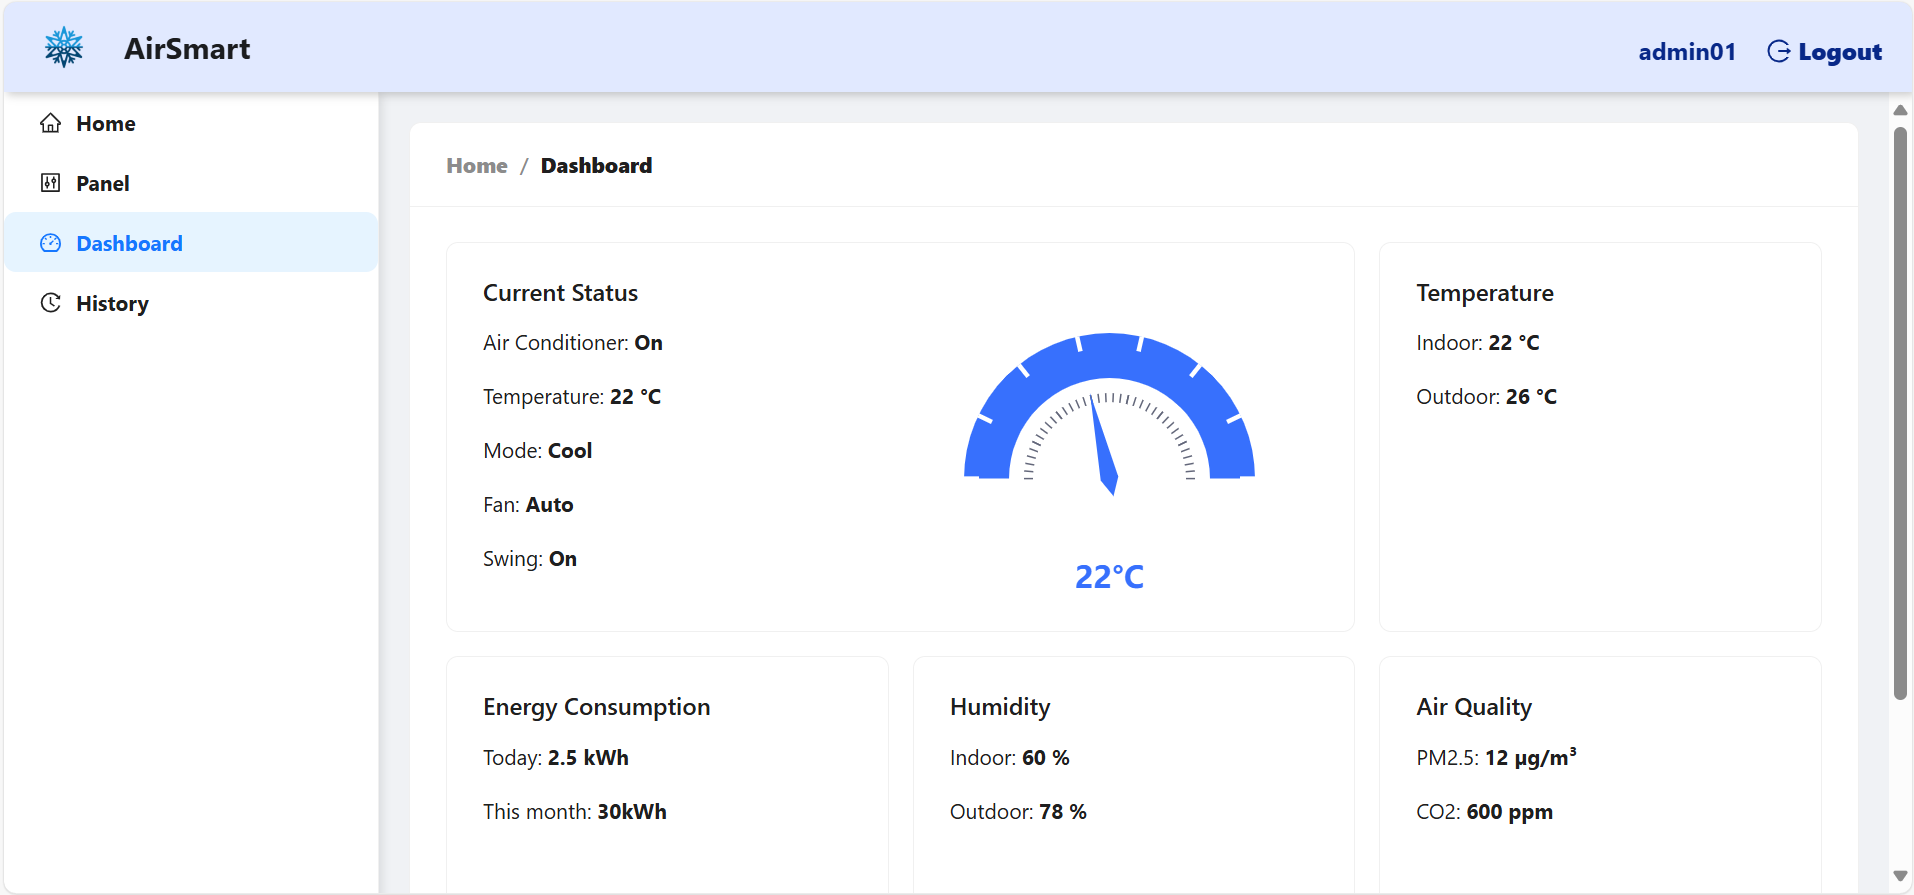 AirSmart
admin01
Logout
Home
Panel
Dashboard
History
Home / Dashboard
Current Status
Air Conditioner: On
Temperature: 22 °C
Mode: Cool
Fan: Auto
Swing: On
22°C
Temperature
Indoor: 22 °C
Outdoor: 26 °C
Energy Consumption
Today: 2.5 kWh
This month: 30kWh
Humidity
Indoor: 60 %
Outdoor: 78 %
Air Quality
PM2.5: 12 µg/m³
CO2: 600 ppm